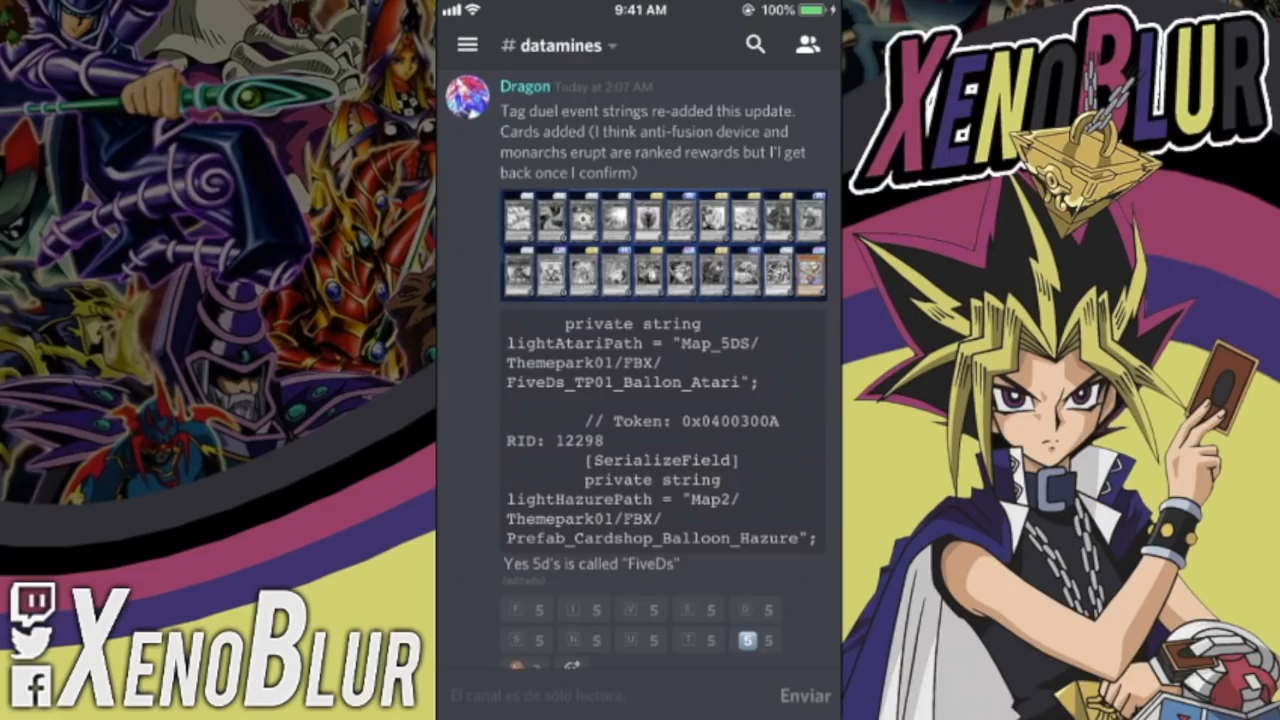 9:41 AM
100%
# datamines
Dragon Today at 2:07 AM
Tag duel event strings re-added this update.
Cards added (I think anti-fusion device and
monarchs erupt are ranked rewards but I'l get
back once I confirm)
private string
lightAtariPath = "Map_5DS/
Themepark01/FBX/
FiveDs_TP01_Ballon_Atari";
// Token: 0x0400300A
RID: 12298
[SerializeField]
private string
lightHazurePath = "Map2/
Themepark01/FBX/
Prefab_Cardshop_Balloon_Hazure";
Yes 5d's is called "FiveDs"
(editado)
F 5 I 5 V 5 E 5 D 5
S 5 N 5 U 5 T 5 5 5
El canal es de sólo lectura.
Enviar
XENOBLUR
XENOBLUR